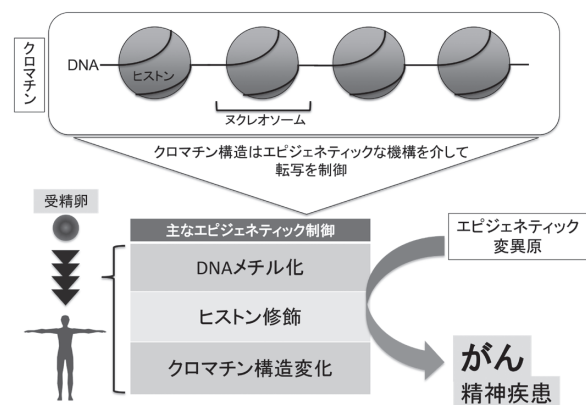 クロマチン
DNA
ヒストン
ヌクレオソーム
クロマチン構造はエピジェネティックな機構を介して
転写を制御
受精卵
主なエピジェネティック制御
DNAメチル化
ヒストン修飾
クロマチン構造変化
エピジェネティック
変異原
がん
精神疾患